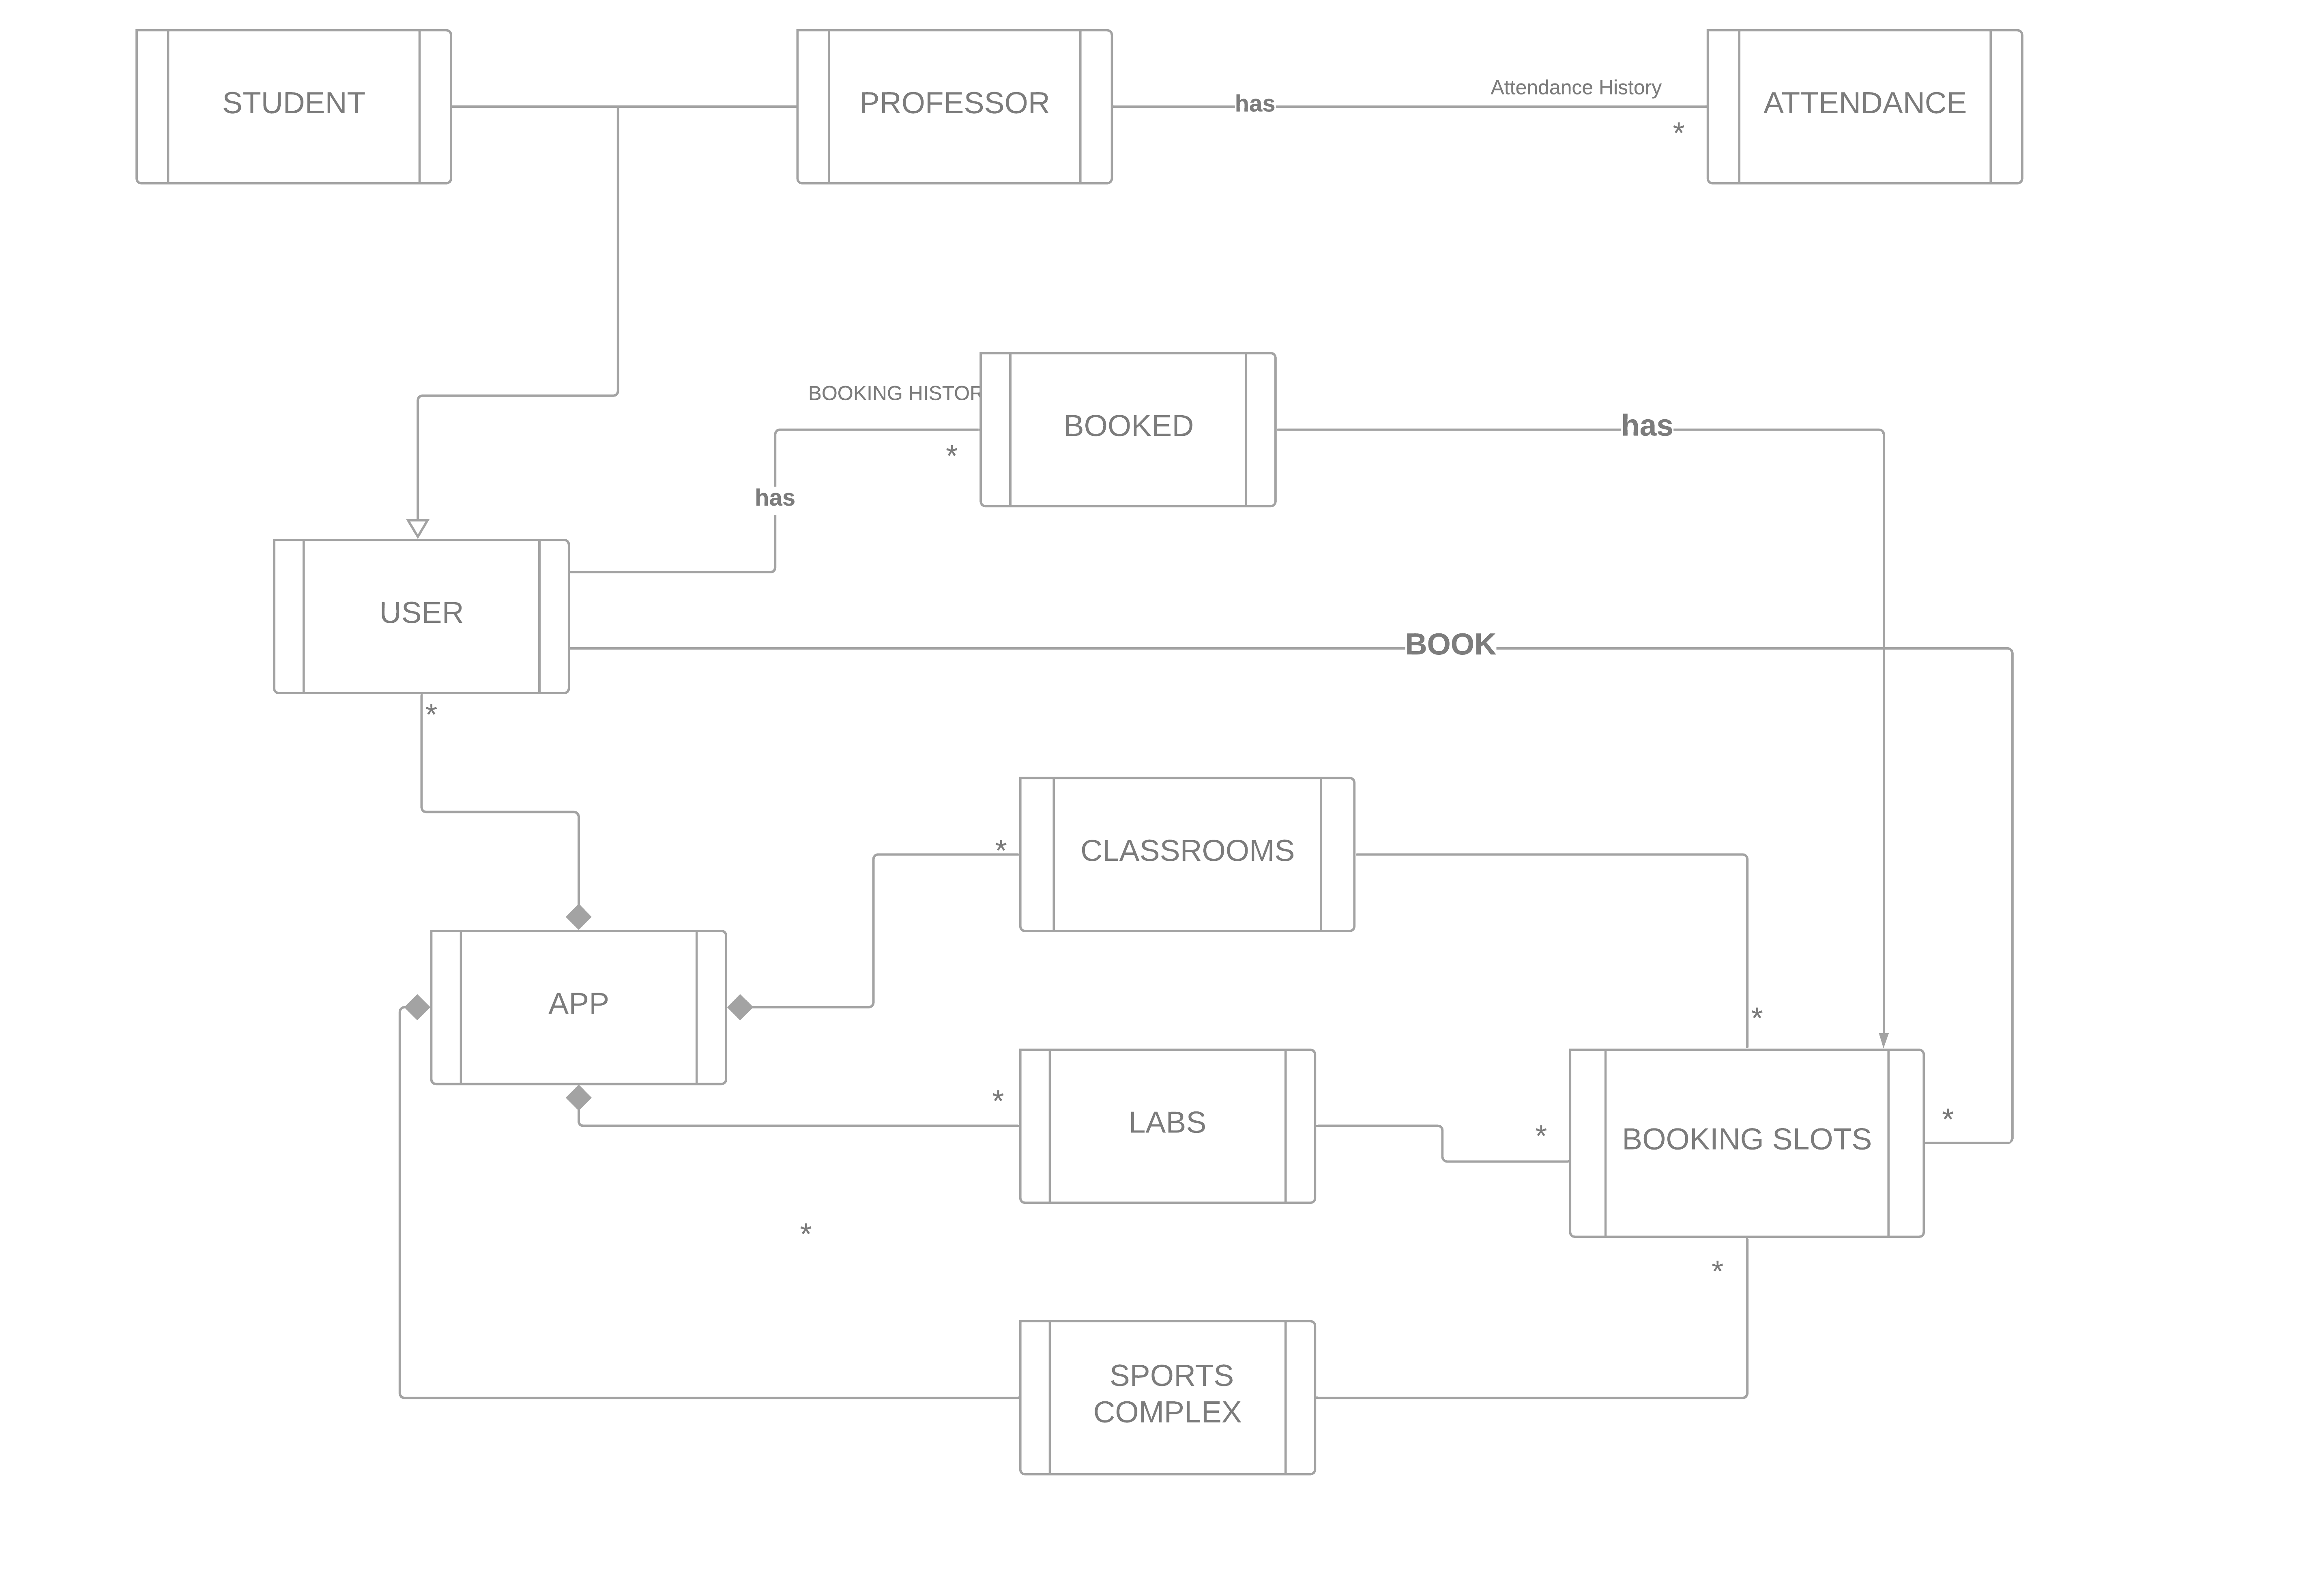 STUDENT
PROFESSOR
has
Attendance History
*
ATTENDANCE
BOOKING HISTOR
*
BOOKED
has
has
USER
BOOK
*
*
CLASSROOMS
APP
*
*
LABS
*
BOOKING SLOTS
*
*
*
SPORTS
COMPLEX